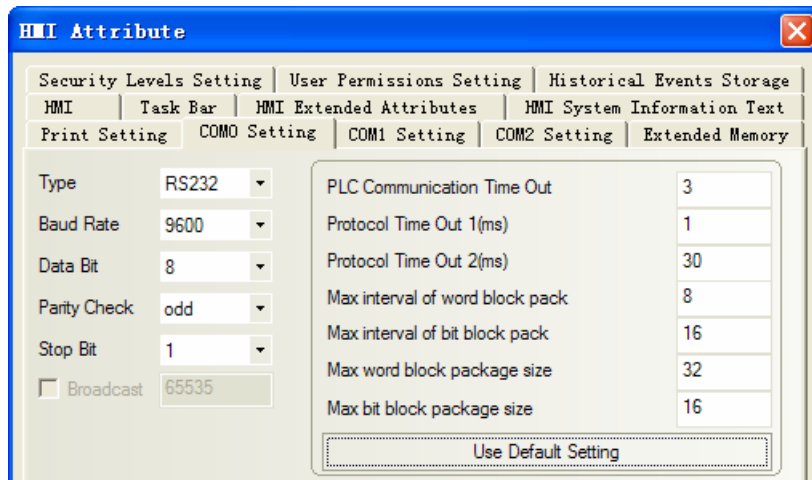 HMI Attribute
Security Levels Setting User Permissions Setting Historical Events Storage
HMI Task Bar HMI Extended Attributes HMI System Information Text
Print Setting COM0 Setting COM1 Setting COM2 Setting Extended Memory
Type RS232
Baud Rate 9600
Data Bit 8
Parity Check odd
Stop Bit 1
Broadcast 65535
PLC Communication Time Out 3
Protocol Time Out 1(ms) 1
Protocol Time Out 2(ms) 30
Max interval of word block pack 8
Max interval of bit block pack 16
Max word block package size 32
Max bit block package size 16
Use Default Setting